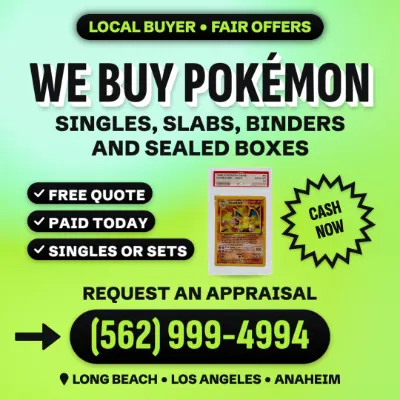 LOCAL BUYER • FAIR OFFERS
WE BUY POKÉMON
SINGLES, SLABS, BINDERS
AND SEALED BOXES
FREE QUOTE
PAID TODAY
SINGLES OR SETS
CASH
NOW
REQUEST AN APPRAISAL
(562) 999-4994
LONG BEACH • LOS ANGELES • ANAHEIM